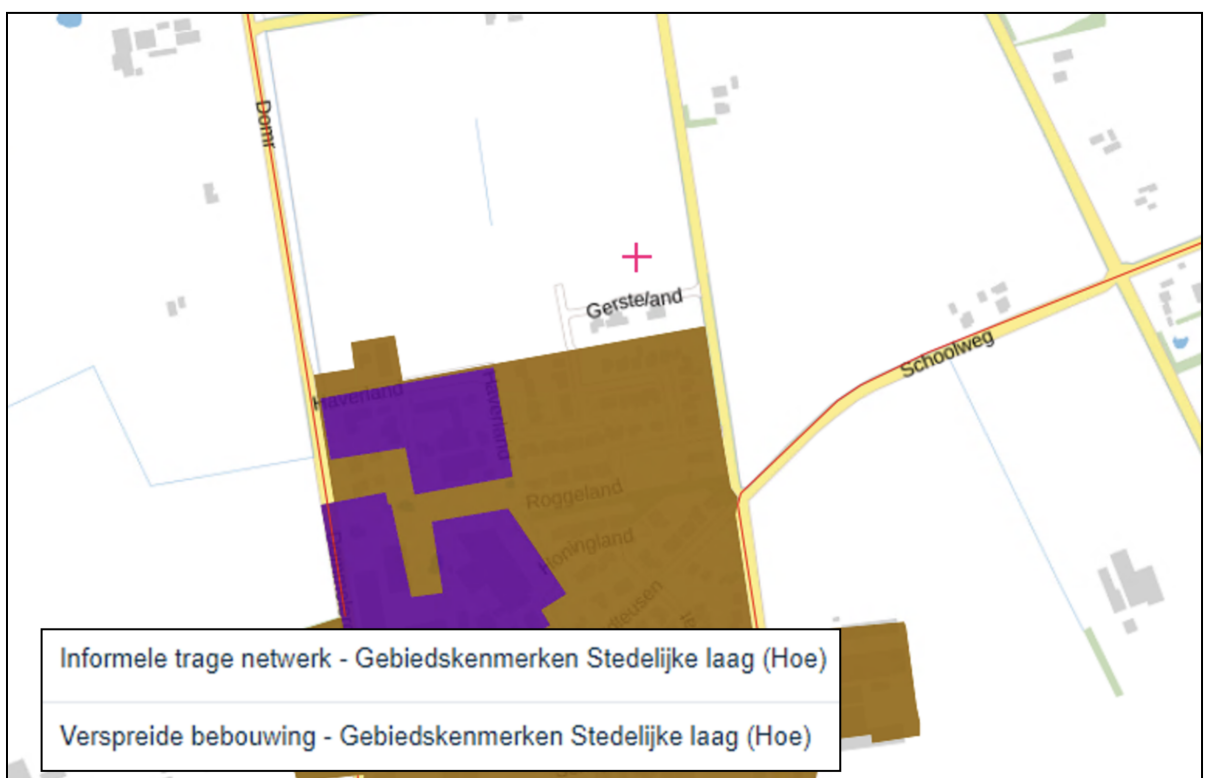 Domr
Gersteland
Schoolweg
Haverland
Haverland
Roggeland
Honingland
Informele trage netwerk - Gebiedskenmerken Stedelijke laag (Hoe)
Verspreide bebouwing - Gebiedskenmerken Stedelijke laag (Hoe)